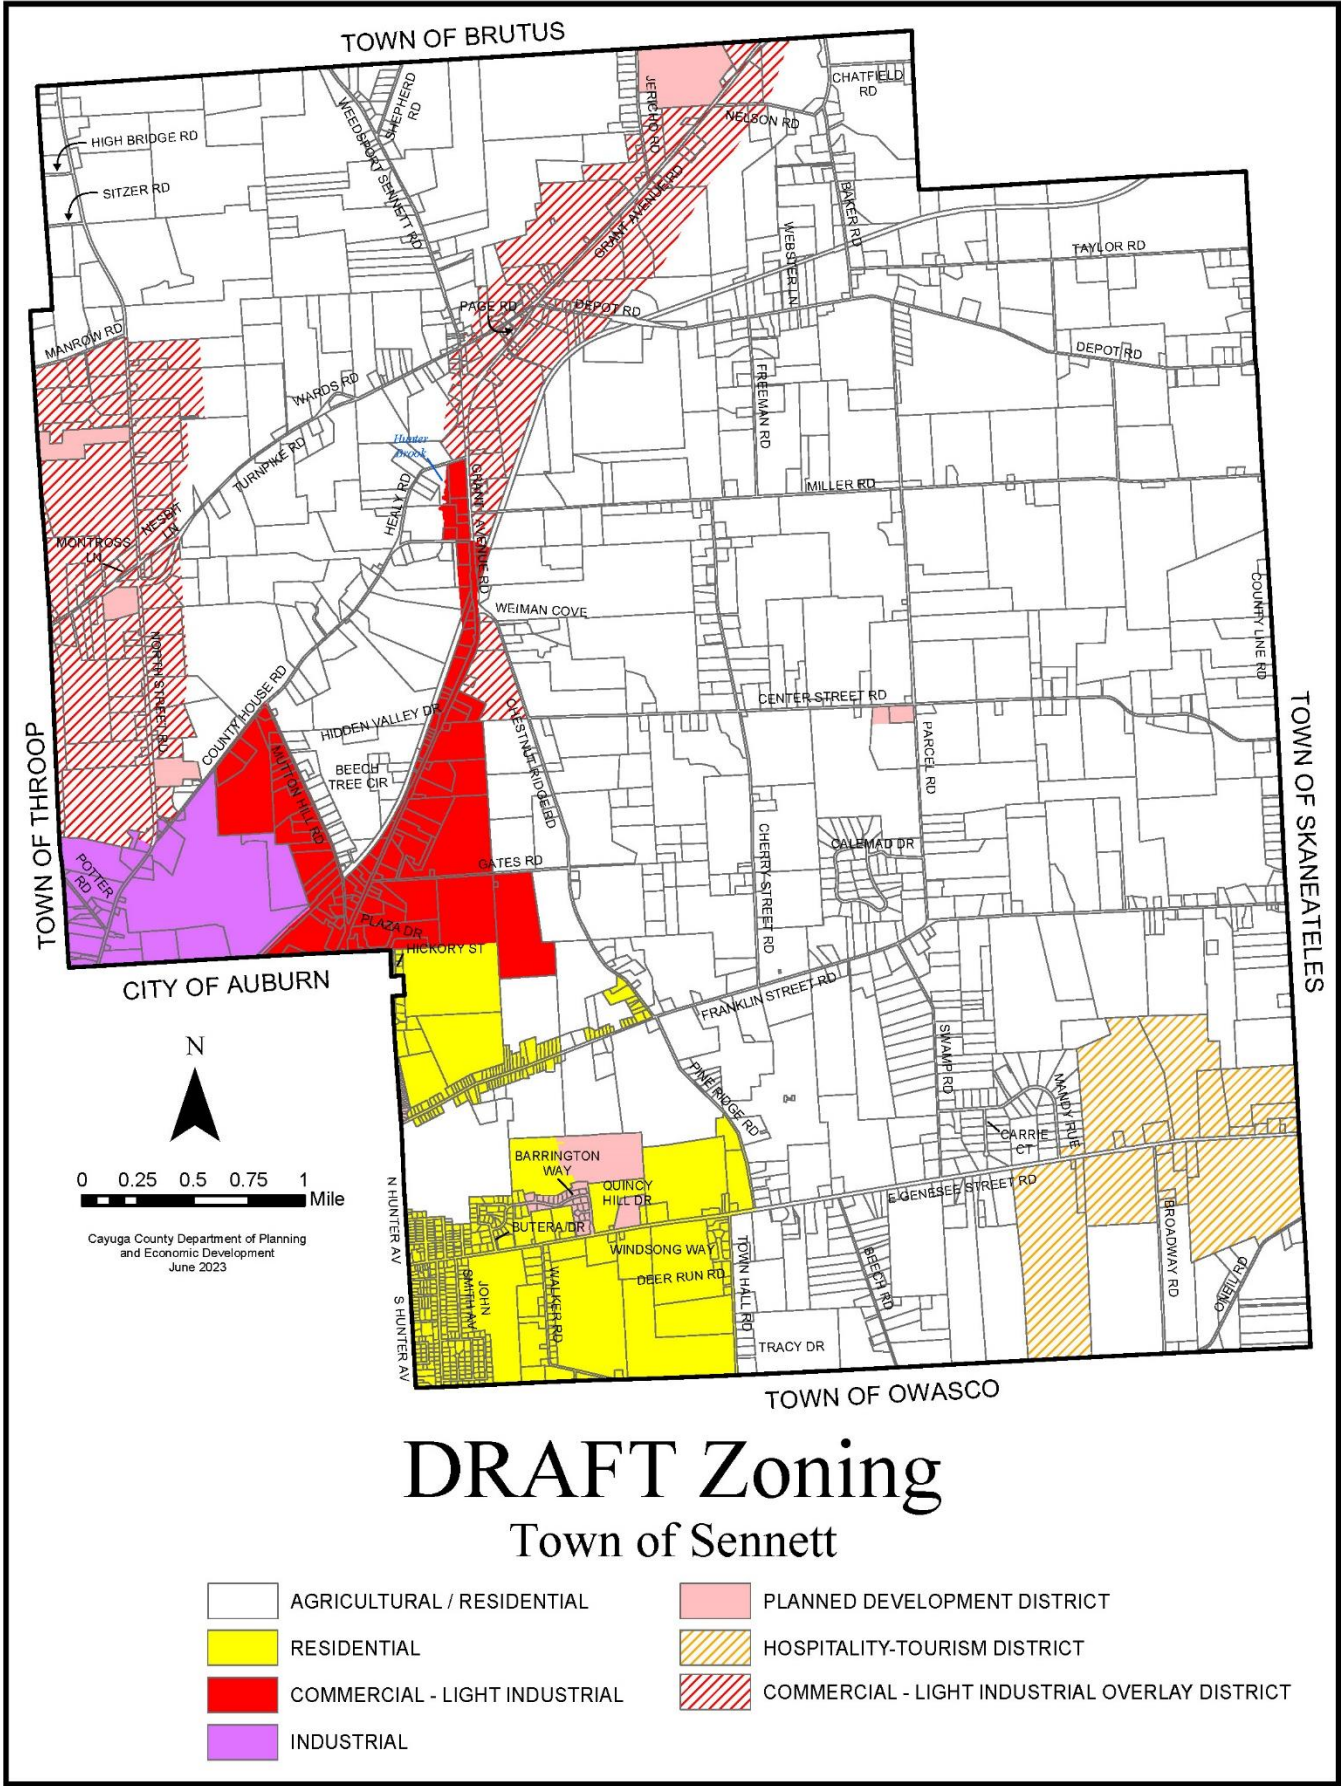 TOWN OF BRUTUS
CHATFIELD
RD
SHEPHERD
RD
JERICHO RD
NELSON RD
WEEDSPORT SENNETT RD
HIGH BRIDGE RD
SITZER RD
BAKER RD
GRANT AVENUE RD
WEBSTER LN
TAYLOR RD
PAGE RD
DEPOT RD
MANROW RD
DEPOT RD
WARDS RD
FREEMAN RD
Hunter
Brook
TURNPIKE RD
HEALY RD
GRANT AVENUE RD
MILLER RD
NESBIT
LN
MONTROSS
LN
WEIMAN COVE
COUNTY LINE RD
NORTH STREET RD
COUNTY HOUSE RD
CENTER STREET RD
HIDDEN VALLEY DR
CHESTNUT RIDGE RD
PARCEL RD
TOWN OF THROOP
MUTTON HILL RD
BEECH
TREE CIR
TOWN OF SKANEATELES
CHERRY STREET RD
CALEMAD DR
GATES RD
POTTER
RD
PLAZA DR
HICKORY ST
CITY OF AUBURN
FRANKLIN STREET RD
SWAMP RD
N
PINE RIDGE RD
MANDY RUE
CARRIE
CT
BARRINGTON
WAY
QUINCY
HILL DR
E GENESEE STREET RD
0 0.25 0.5 0.75 1
Mile
N HUNTER AV
BUTERA DR
BROADWAY RD
Cayuga County Department of Planning
and Economic Development
June 2023
WINDSONG WAY
DEER RUN RD
TOWN HALL RD
BEECH RD
ONEIL RD
JOHN
SMITH AV
WALKER RD
S HUNTER AV
TRACY DR
TOWN OF OWASCO
DRAFT Zoning
Town of Sennett
AGRICULTURAL / RESIDENTIAL
RESIDENTIAL
COMMERCIAL - LIGHT INDUSTRIAL
INDUSTRIAL
PLANNED DEVELOPMENT DISTRICT
HOSPITALITY-TOURISM DISTRICT
COMMERCIAL - LIGHT INDUSTRIAL OVERLAY DISTRICT